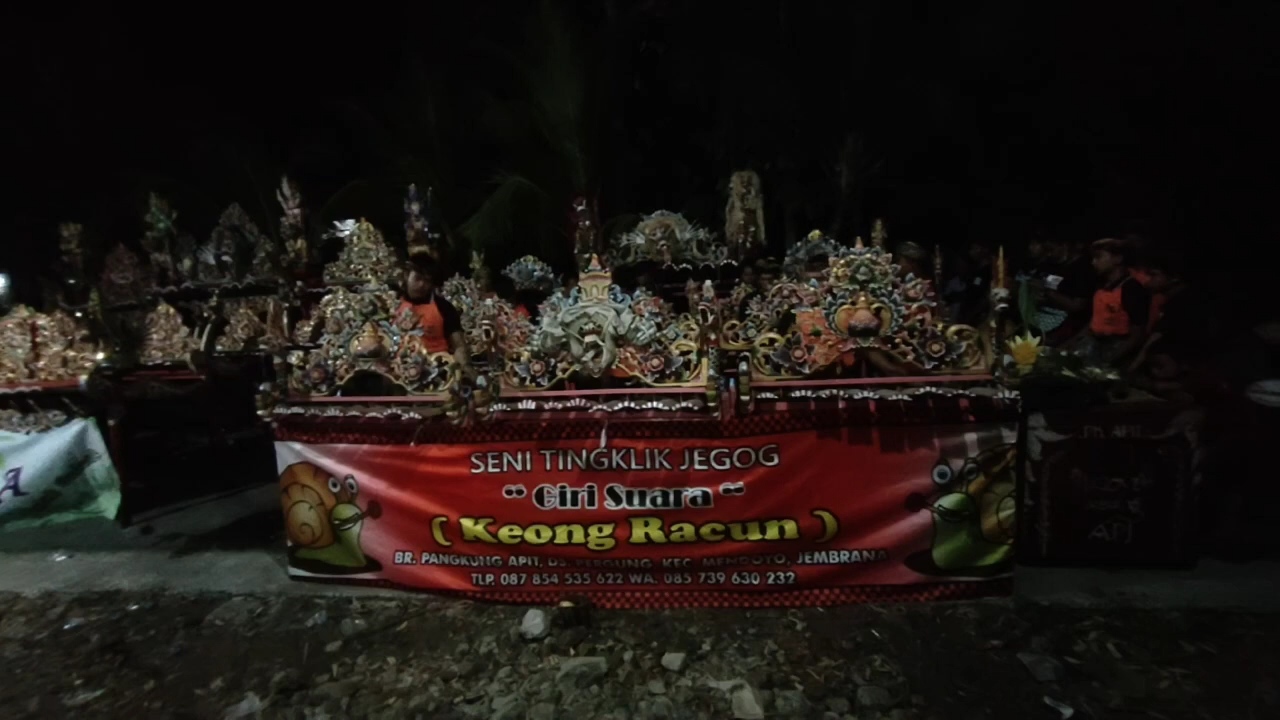 SENI TINGKLIK JEGOG
“ Giri Suara ”
( Keong Racun )
BR. PANGKUNG APIT, DS. PERGUNG, KEC. MENDOYO, JEMBRANA
TLP. 087 854 535 622 WA. 085 739 630 232
A